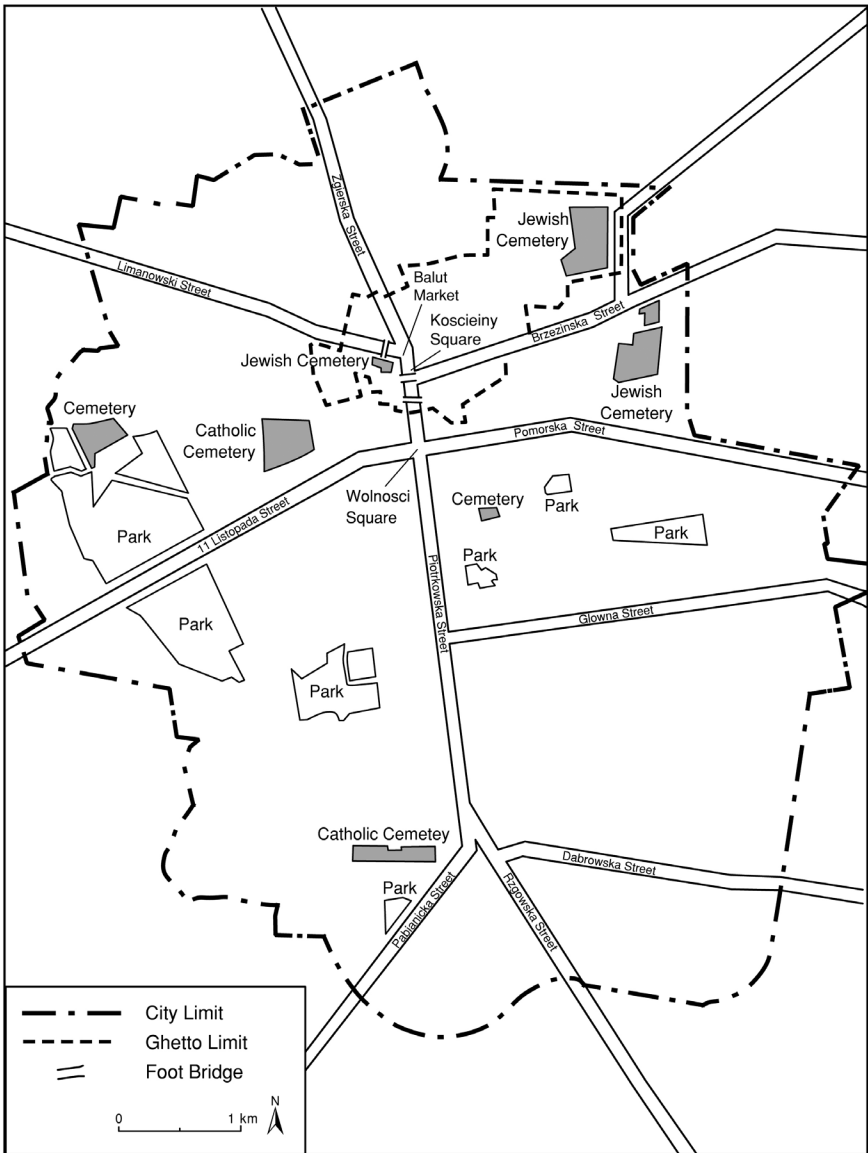 Zgierska Street
Jewish
Cemetery
Limanowski Street
Balut
Market
Koscieiny
Square
Brzezinska Street
Jewish Cemetery
Jewish
Cemetery
Cemetery
Catholic
Cemetery
Pomorska Street
Wolnosci
Square
Cemetery
Park
Park
Park
11 Listopada Street
Park
Piotrkowska Street
Glowna Street
Park
Park
Catholic Cemetey
Dabrowska Street
Park
Pabianicka Street
Rzgowska Street
City Limit
Ghetto Limit
Foot Bridge
N
0 1 km